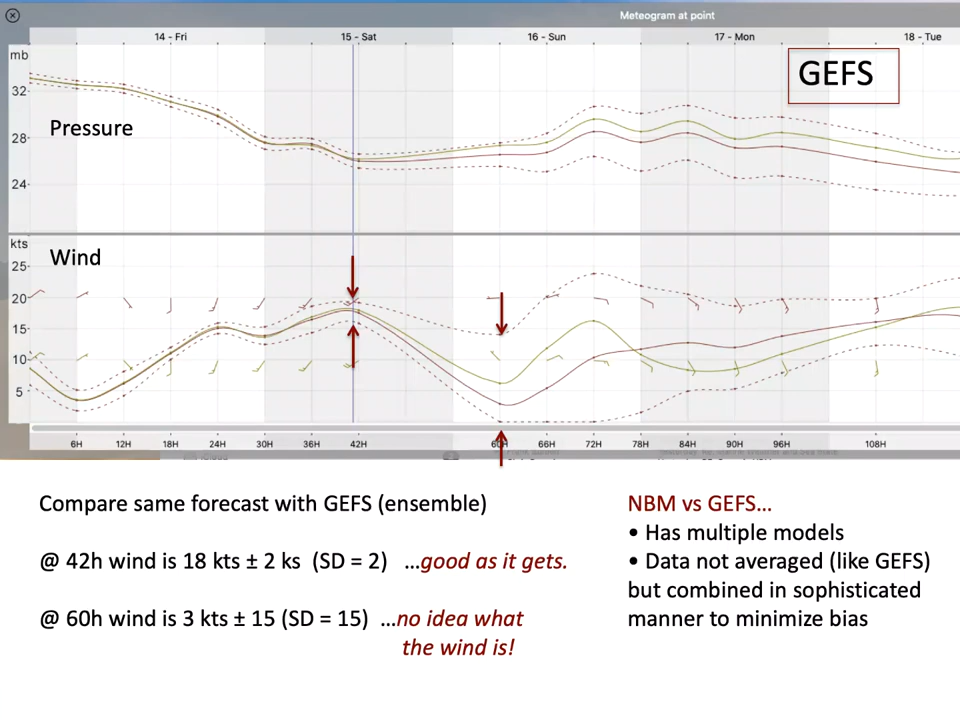 Meteogram at point
14 - Fri 15 - Sat 16 - Sun 17 - Mon 18 - Tue
mb
GEFS
32
Pressure
28
24
kts
Wind
25
20
15
10
5
6H 12H 18H 24H 30H 36H 42H 60H 66H 72H 78H 84H 90H 96H 108H
Compare same forecast with GEFS (ensemble)
@ 42h wind is 18 kts ± 2 ks (SD = 2) …good as it gets.
@ 60h wind is 3 kts ± 15 (SD = 15) …no idea what
the wind is!
NBM vs GEFS…
• Has multiple models
• Data not averaged (like GEFS)
but combined in sophisticated
manner to minimize bias